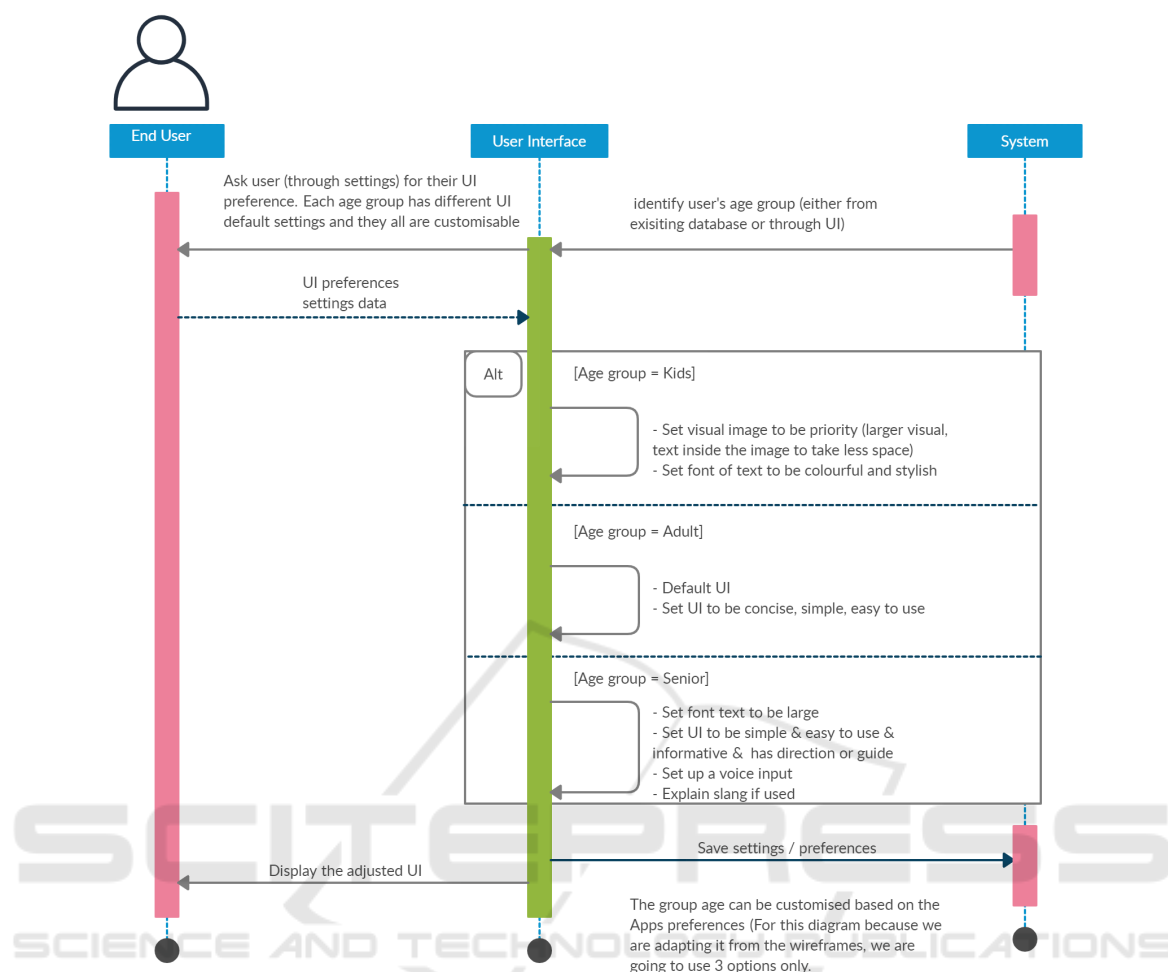 End User
User Interface
System
Ask user (through settings) for their UI
preference. Each age group has different UI
default settings and they all are customisable
identify user's age group (either from
exisiting database or through UI)
UI preferences
settings data
Alt
[Age group = Kids]
- Set visual image to be priority (larger visual,
text inside the image to take less space)
- Set font of text to be colourful and stylish
[Age group = Adult]
- Default UI
- Set UI to be concise, simple, easy to use
[Age group = Senior]
- Set font text to be large
- Set UI to be simple & easy to use &
informative & has direction or guide
- Set up a voice input
- Explain slang if used
Save settings / preferences
Display the adjusted UI
The group age can be customised based on the
Apps preferences (For this diagram because we
are adapting it from the wireframes, we are
going to use 3 options only.
SCITEPRESS
SCIENCE AND TECHNOLOGY PUBLICATIONS